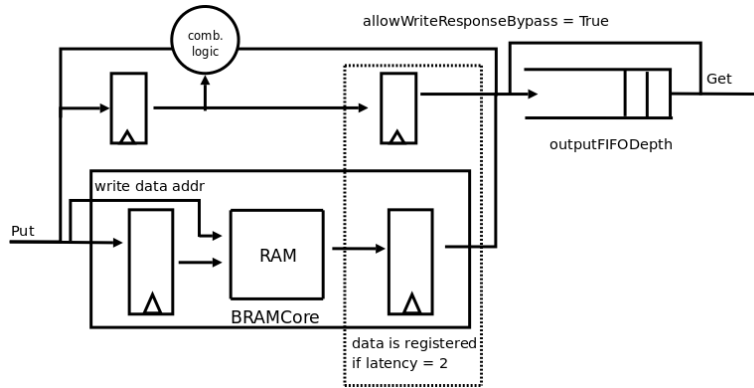 allowWriteResponseBypass = True
comb.
logic
Get
outputFIFODepth
write data addr
Put
RAM
BRAMCore
data is registered
if latency = 2